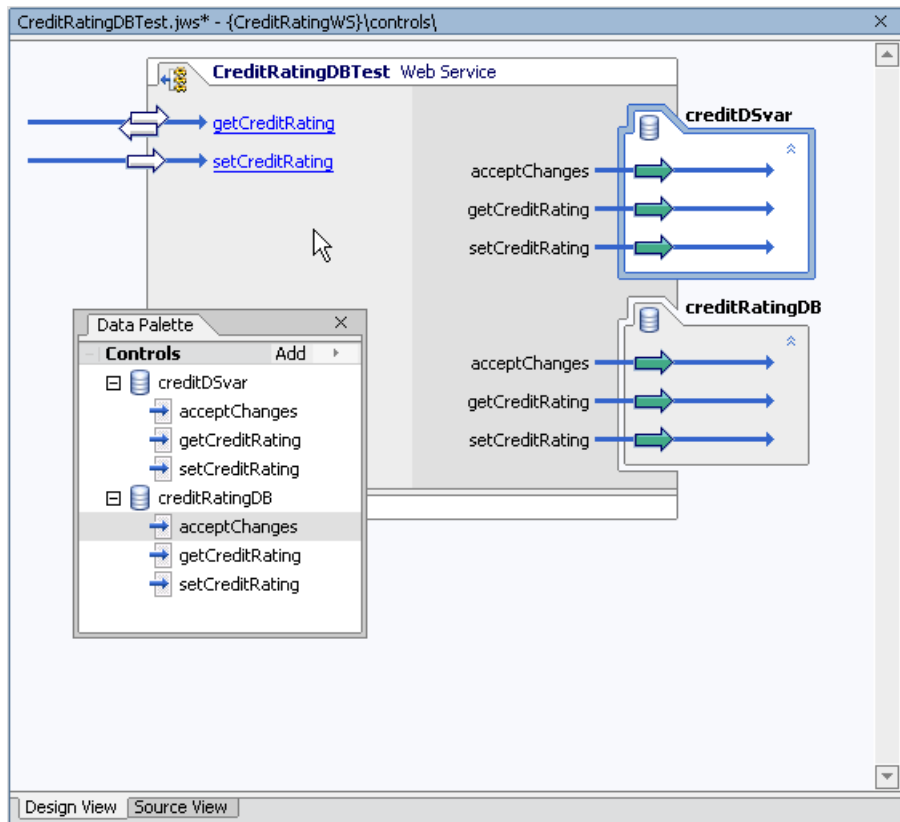 CreditRatingDBTest.jws* - {CreditRatingWS}\controls\
CreditRatingDBTest Web Service
getCreditRating
setCreditRating
creditDSvar
acceptChanges
getCreditRating
setCreditRating
creditRatingDB
acceptChanges
getCreditRating
setCreditRating
Data Palette
Controls Add
creditDSvar
acceptChanges
getCreditRating
setCreditRating
creditRatingDB
acceptChanges
getCreditRating
setCreditRating
Design View Source View